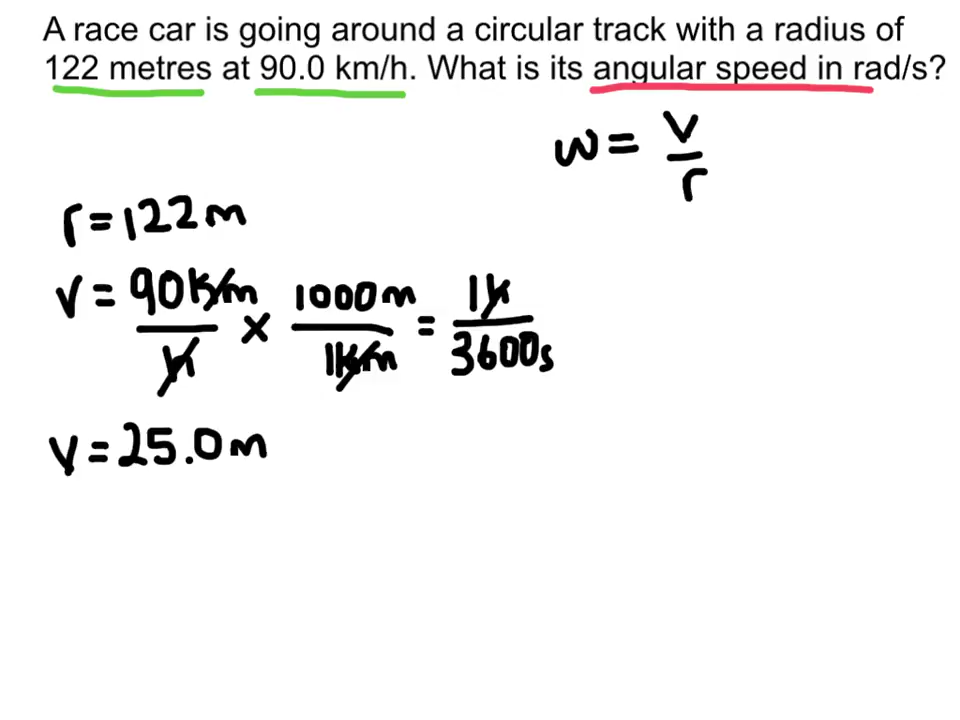 A race car is going around a circular track with a radius of
122 metres at 90.0 km/h. What is its angular speed in rad/s?
w = v/r
r = 122 m
v = 90 km/h × 1000 m/1 km = 1 h/3600 s
v = 25.0 m